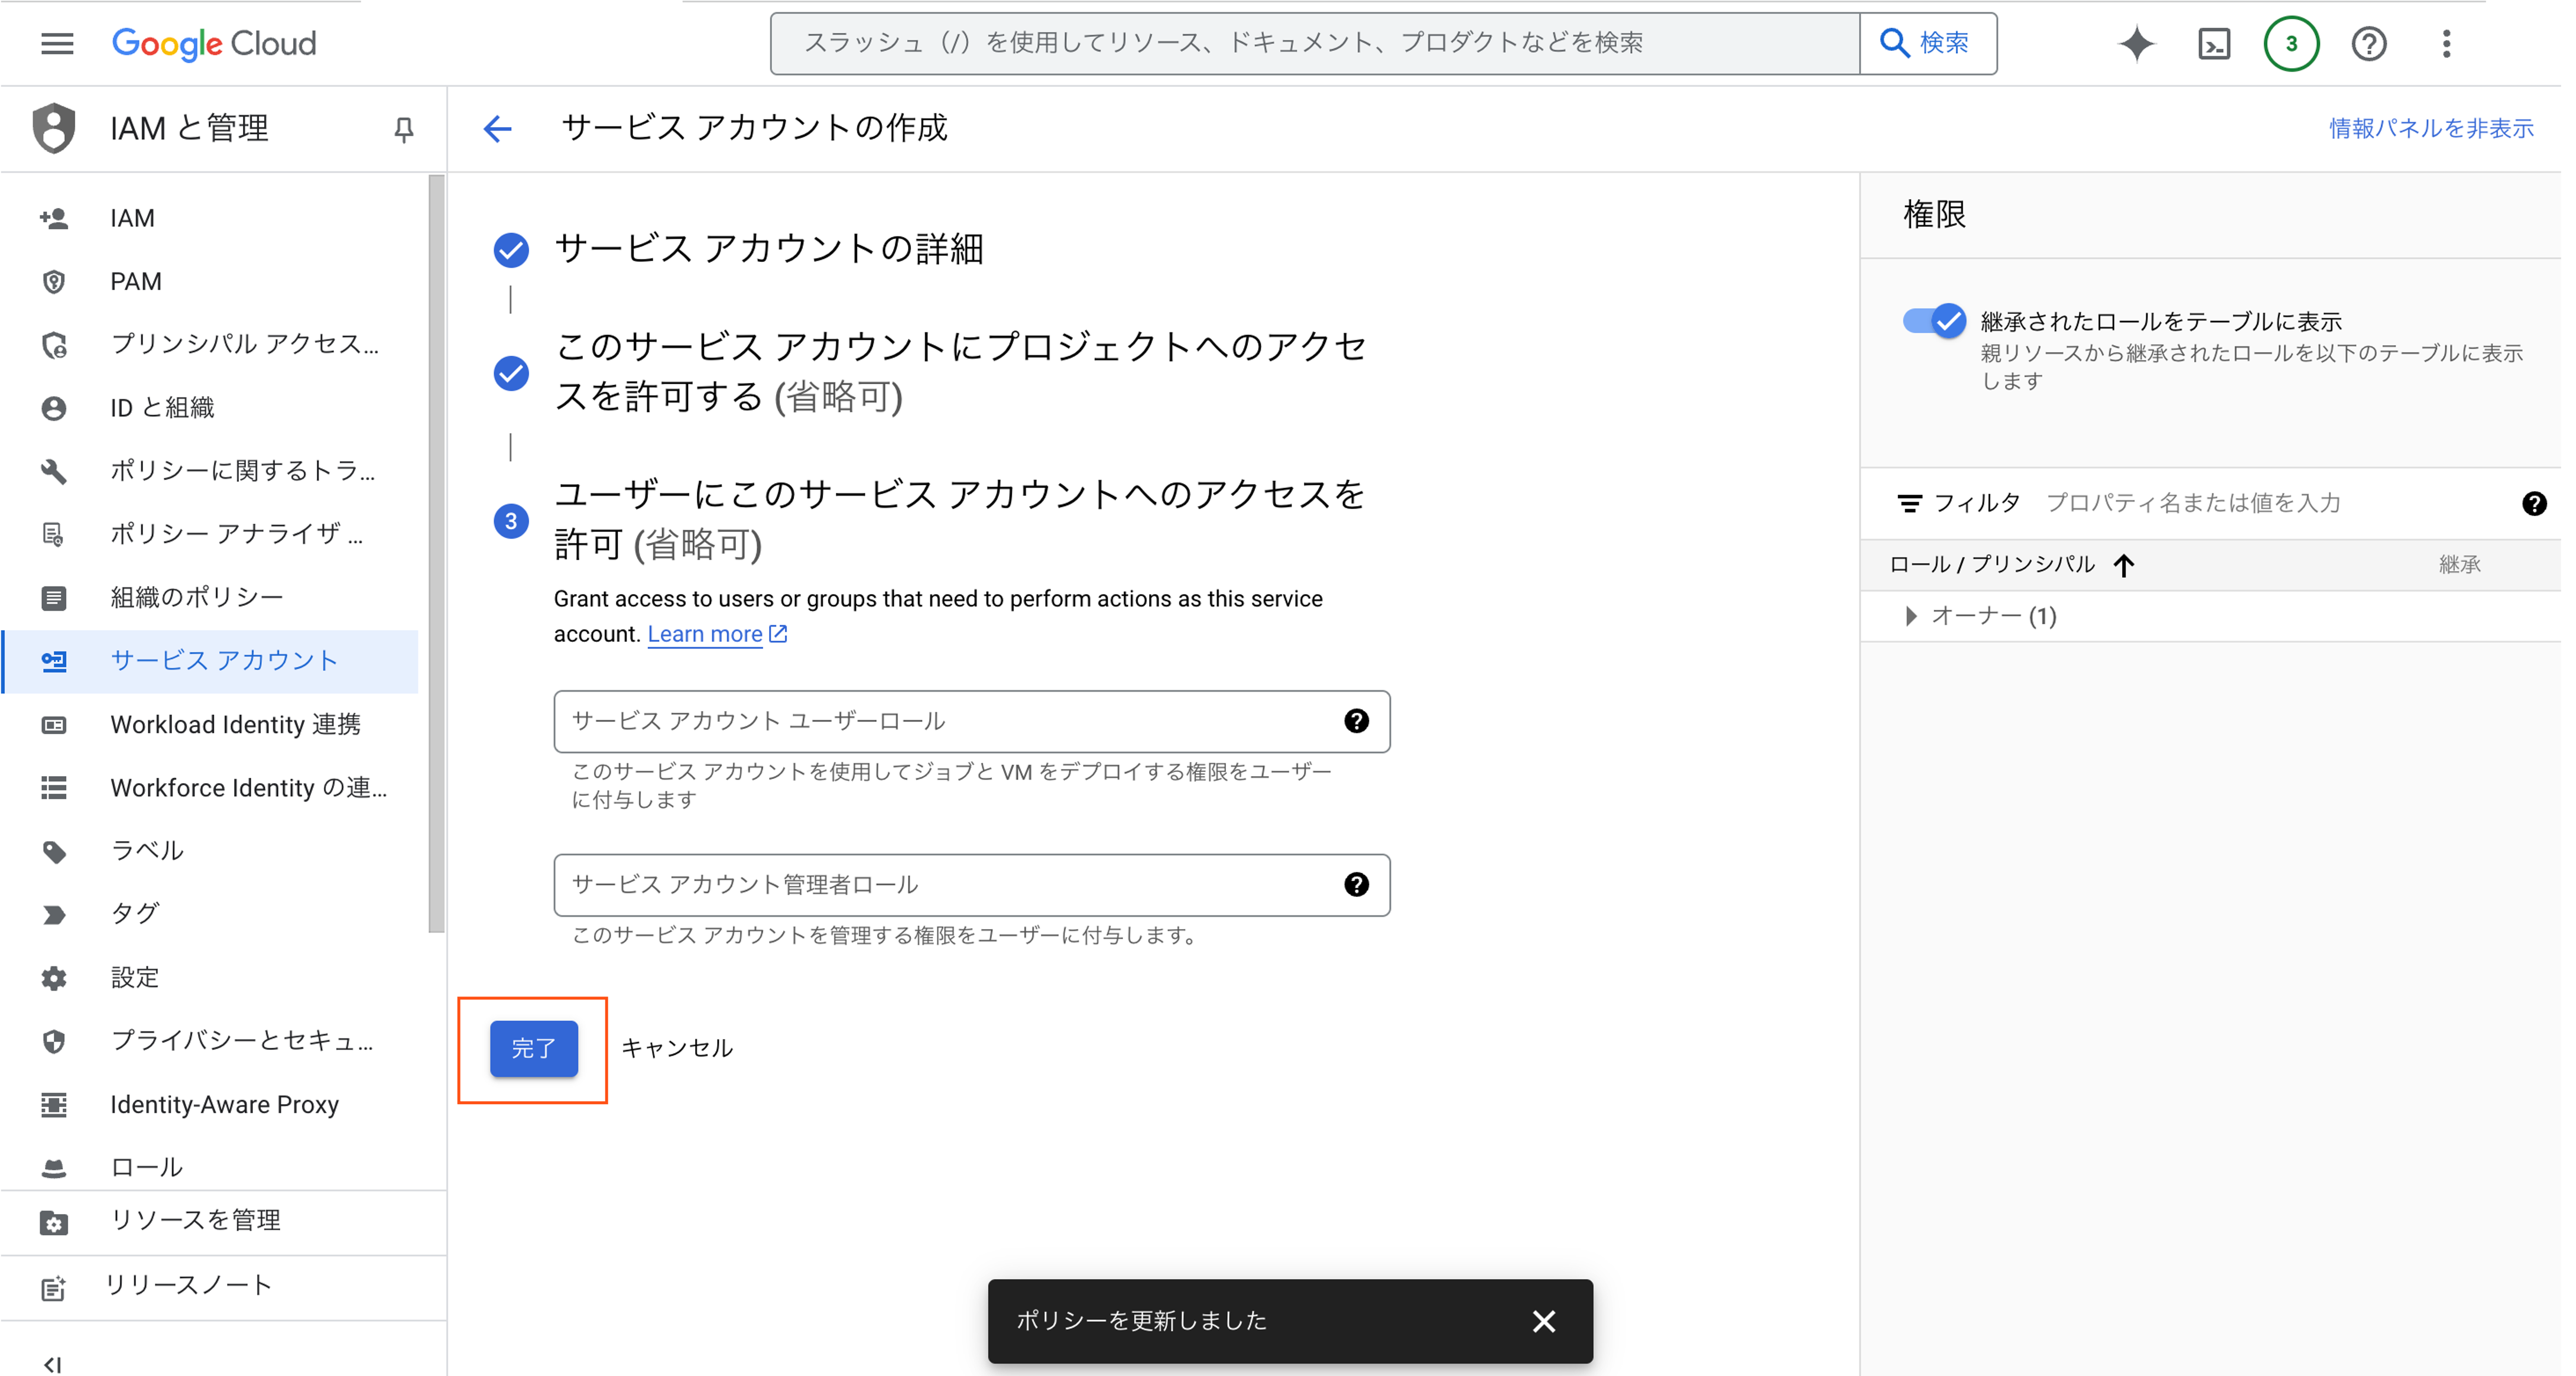 Google Cloud
スラッシュ（/）を使用してリソース、ドキュメント、プロダクトなどを検索
検索
3
IAM と管理
サービス アカウントの作成
情報パネルを非表示
IAM
PAM
プリンシパル アクセス...
ID と組織
ポリシーに関するトラ...
ポリシー アナライザ ...
組織のポリシー
サービス アカウント
Workload Identity 連携
Workforce Identity の連...
ラベル
タグ
設定
プライバシーとセキュ...
Identity-Aware Proxy
ロール
リソースを管理
リリースノート
サービス アカウントの詳細
このサービス アカウントにプロジェクトへのアクセ
スを許可する (省略可)
3
ユーザーにこのサービス アカウントへのアクセスを
許可 (省略可)
Grant access to users or groups that need to perform actions as this service
account. Learn more
サービス アカウント ユーザーロール
このサービス アカウントを使用してジョブと VM をデプロイする権限をユーザー
に付与します
サービス アカウント管理者ロール
このサービス アカウントを管理する権限をユーザーに付与します。
完了
キャンセル
権限
継承されたロールをテーブルに表示
親リソースから継承されたロールを以下のテーブルに表示
します
フィルタ プロパティ名または値を入力
ロール / プリンシパル 継承
オーナー (1)
ポリシーを更新しました